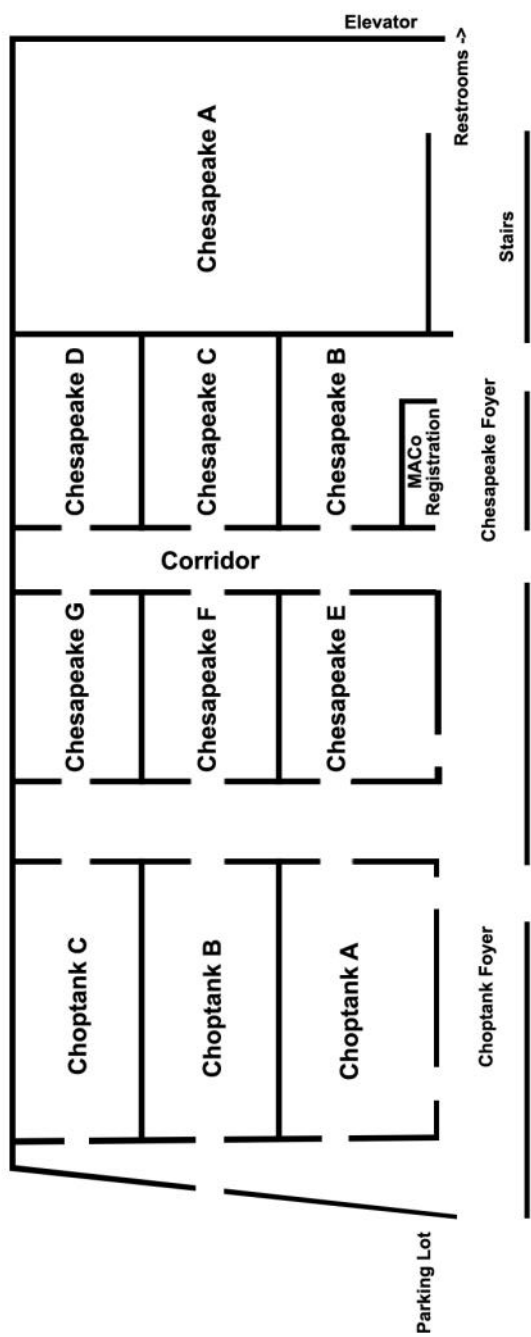 Elevator
Restrooms ->
Chesapeake A
Stairs
Chesapeake D
Chesapeake C
Chesapeake B
MACo
Registration
Chesapeake Foyer
Corridor
Chesapeake G
Chesapeake F
Chesapeake E
Choptank C
Choptank B
Choptank A
Choptank Foyer
Parking Lot